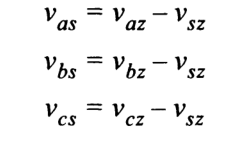 v_as = v_az − v_sz
v_bs = v_bz − v_sz
v_cs = v_cz − v_sz